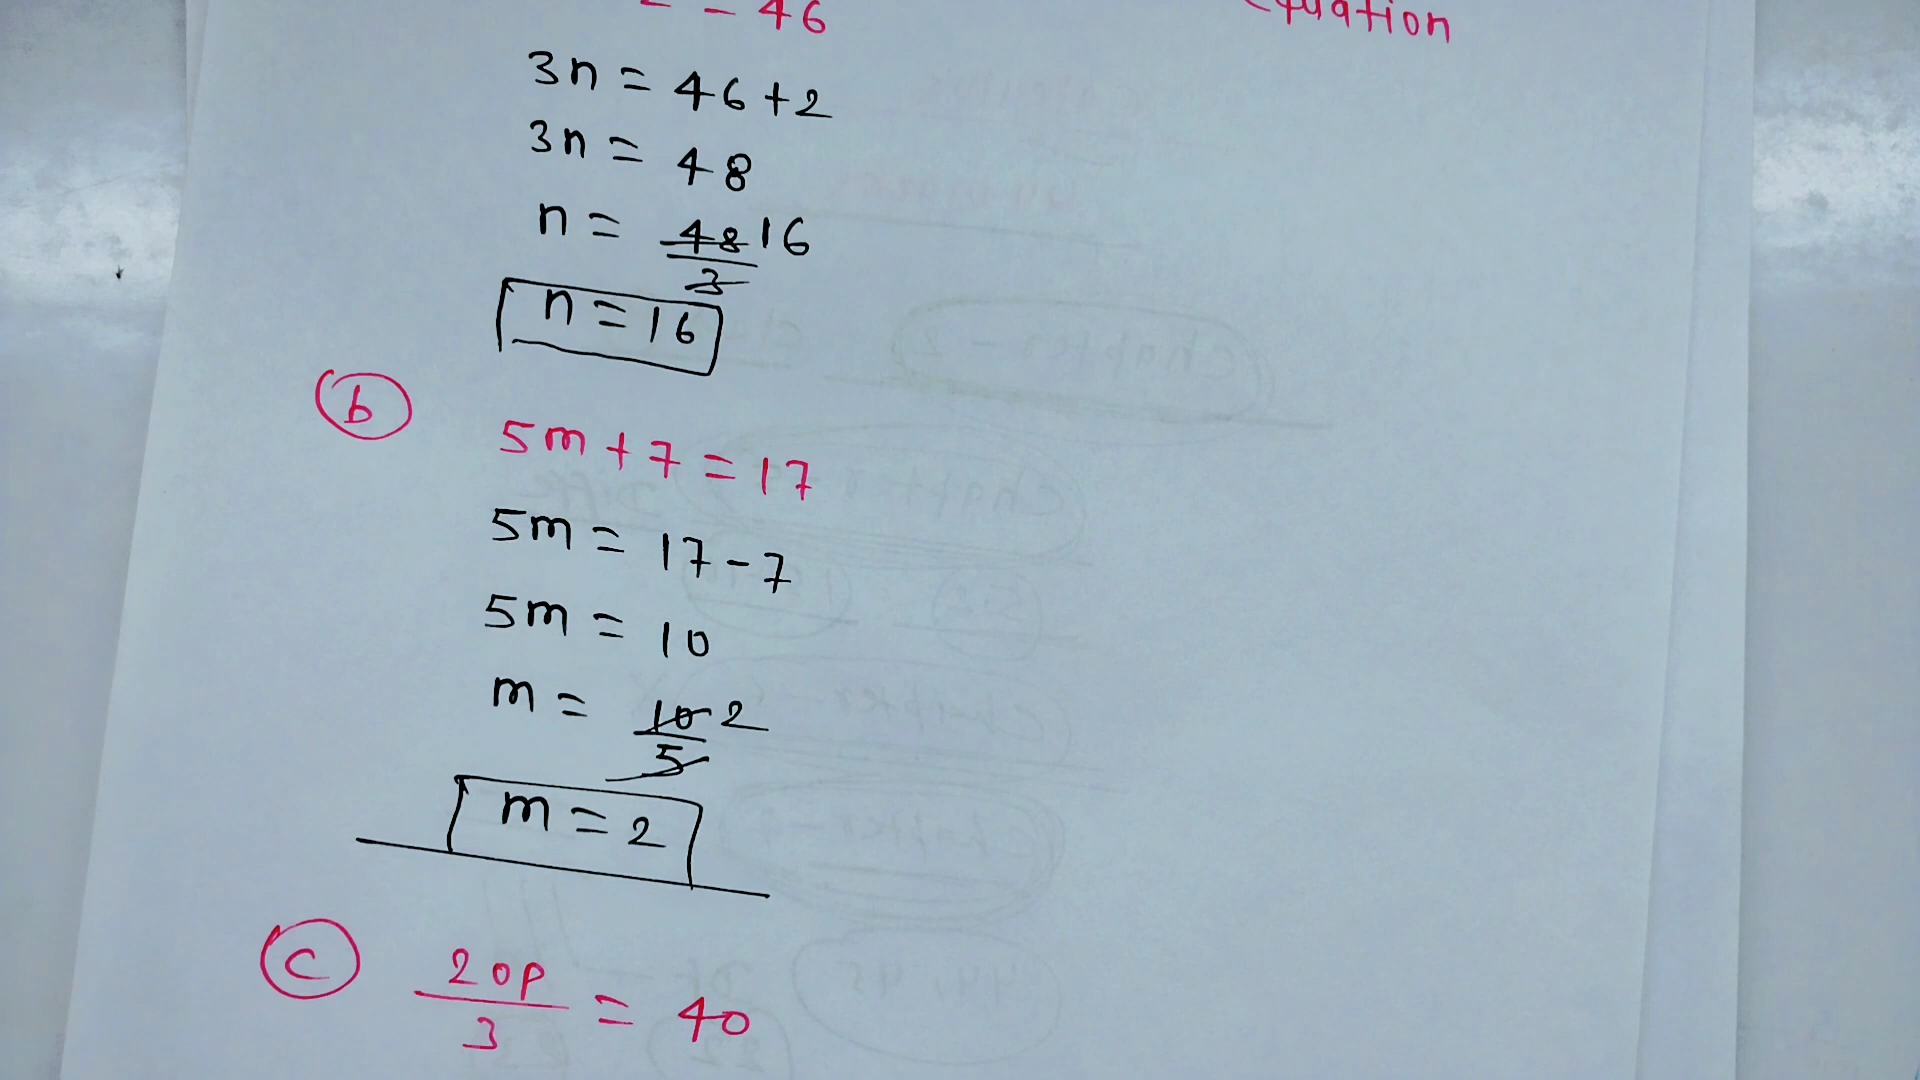 = 46
3n = 46 + 2
3n = 48
n = 48/3 16
n = 16
b
5m + 7 = 17
5m = 17 - 7
5m = 10
m = 10/5 2
m = 2
c 20p/3 = 40